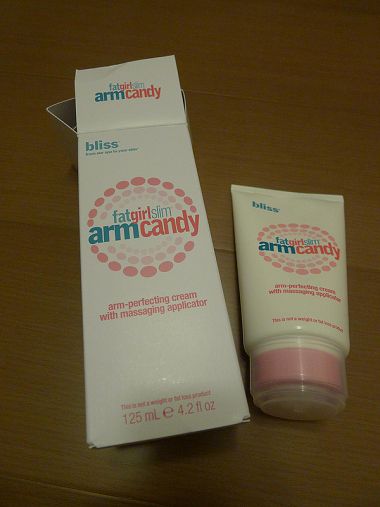 fatgirlslim
armcandy
bliss
fatgirlslim
armcandy
arm-perfecting cream
with massaging applicator
This is not a weight or fat loss product
125 mL e 4.2 fl oz
bliss
fatgirlslim
armcandy
arm-perfecting cream
with massaging applicator
This is not a weight or fat loss product